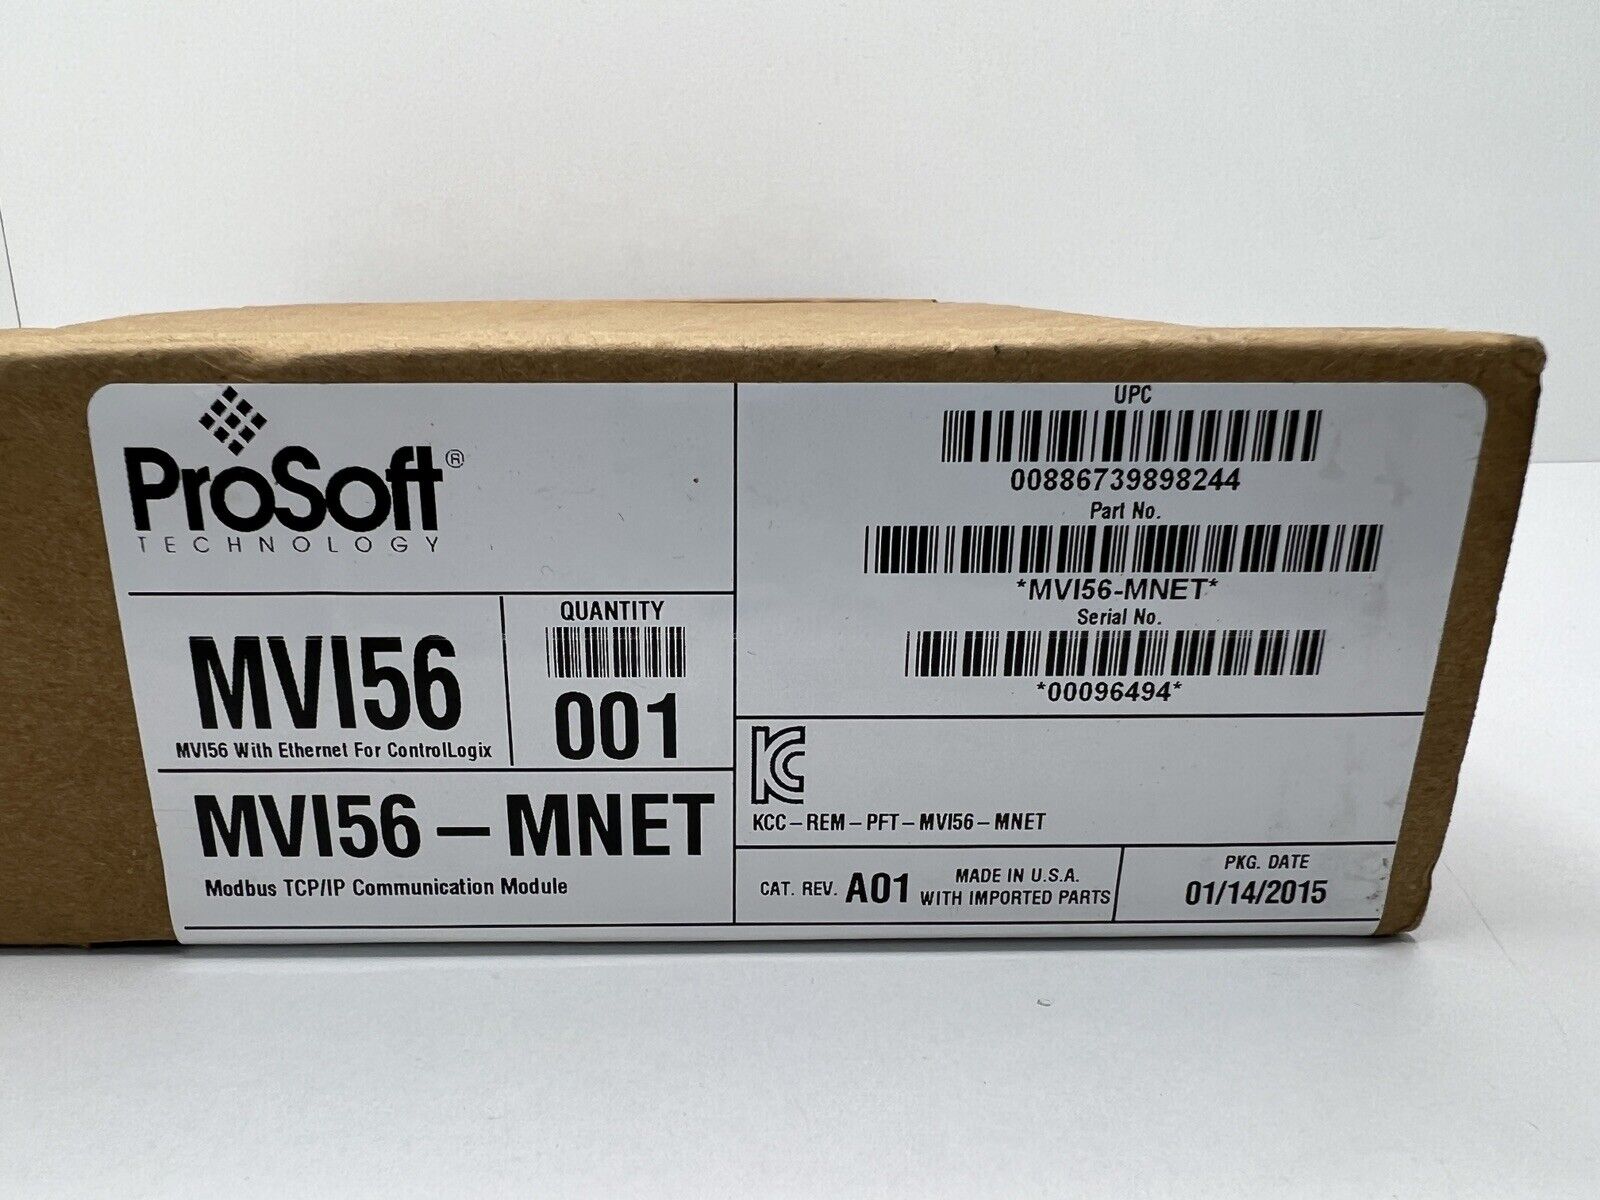 ProSoft®
TECHNOLOGY
MVI56
MVI56 With Ethernet For ControlLogix
QUANTITY
001
MVI56-MNET
Modbus TCP/IP Communication Module
UPC
00886739898244
Part No.
*MVI56-MNET*
Serial No.
*00096494*
KC
KCC-REM-PFT-MVI56-MNET
CAT. REV. A01
MADE IN U.S.A.
WITH IMPORTED PARTS
PKG. DATE
01/14/2015